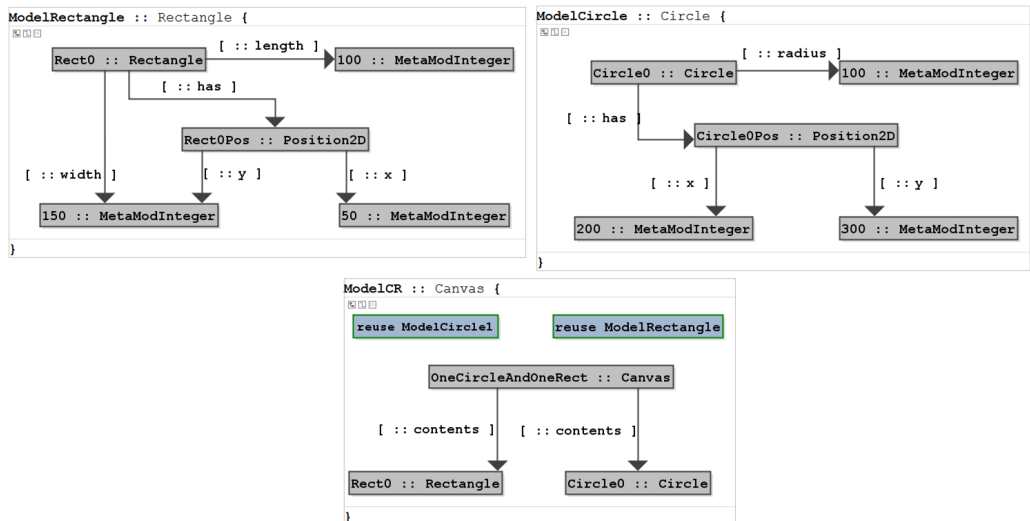 ModelRectangle :: Rectangle {
Rect0 :: Rectangle
[ :: length ]
100 :: MetaModInteger
[ :: has ]
Rect0Pos :: Position2D
[ :: width ]
[ :: y ]
[ :: x ]
150 :: MetaModInteger
50 :: MetaModInteger
}
ModelCircle :: Circle {
Circle0 :: Circle
[ :: radius ]
100 :: MetaModInteger
[ :: has ]
Circle0Pos :: Position2D
[ :: x ]
[ :: y ]
200 :: MetaModInteger
300 :: MetaModInteger
}
ModelCR :: Canvas {
reuse ModelCircle1
reuse ModelRectangle
OneCircleAndOneRect :: Canvas
[ :: contents ]
[ :: contents ]
Rect0 :: Rectangle
Circle0 :: Circle
}